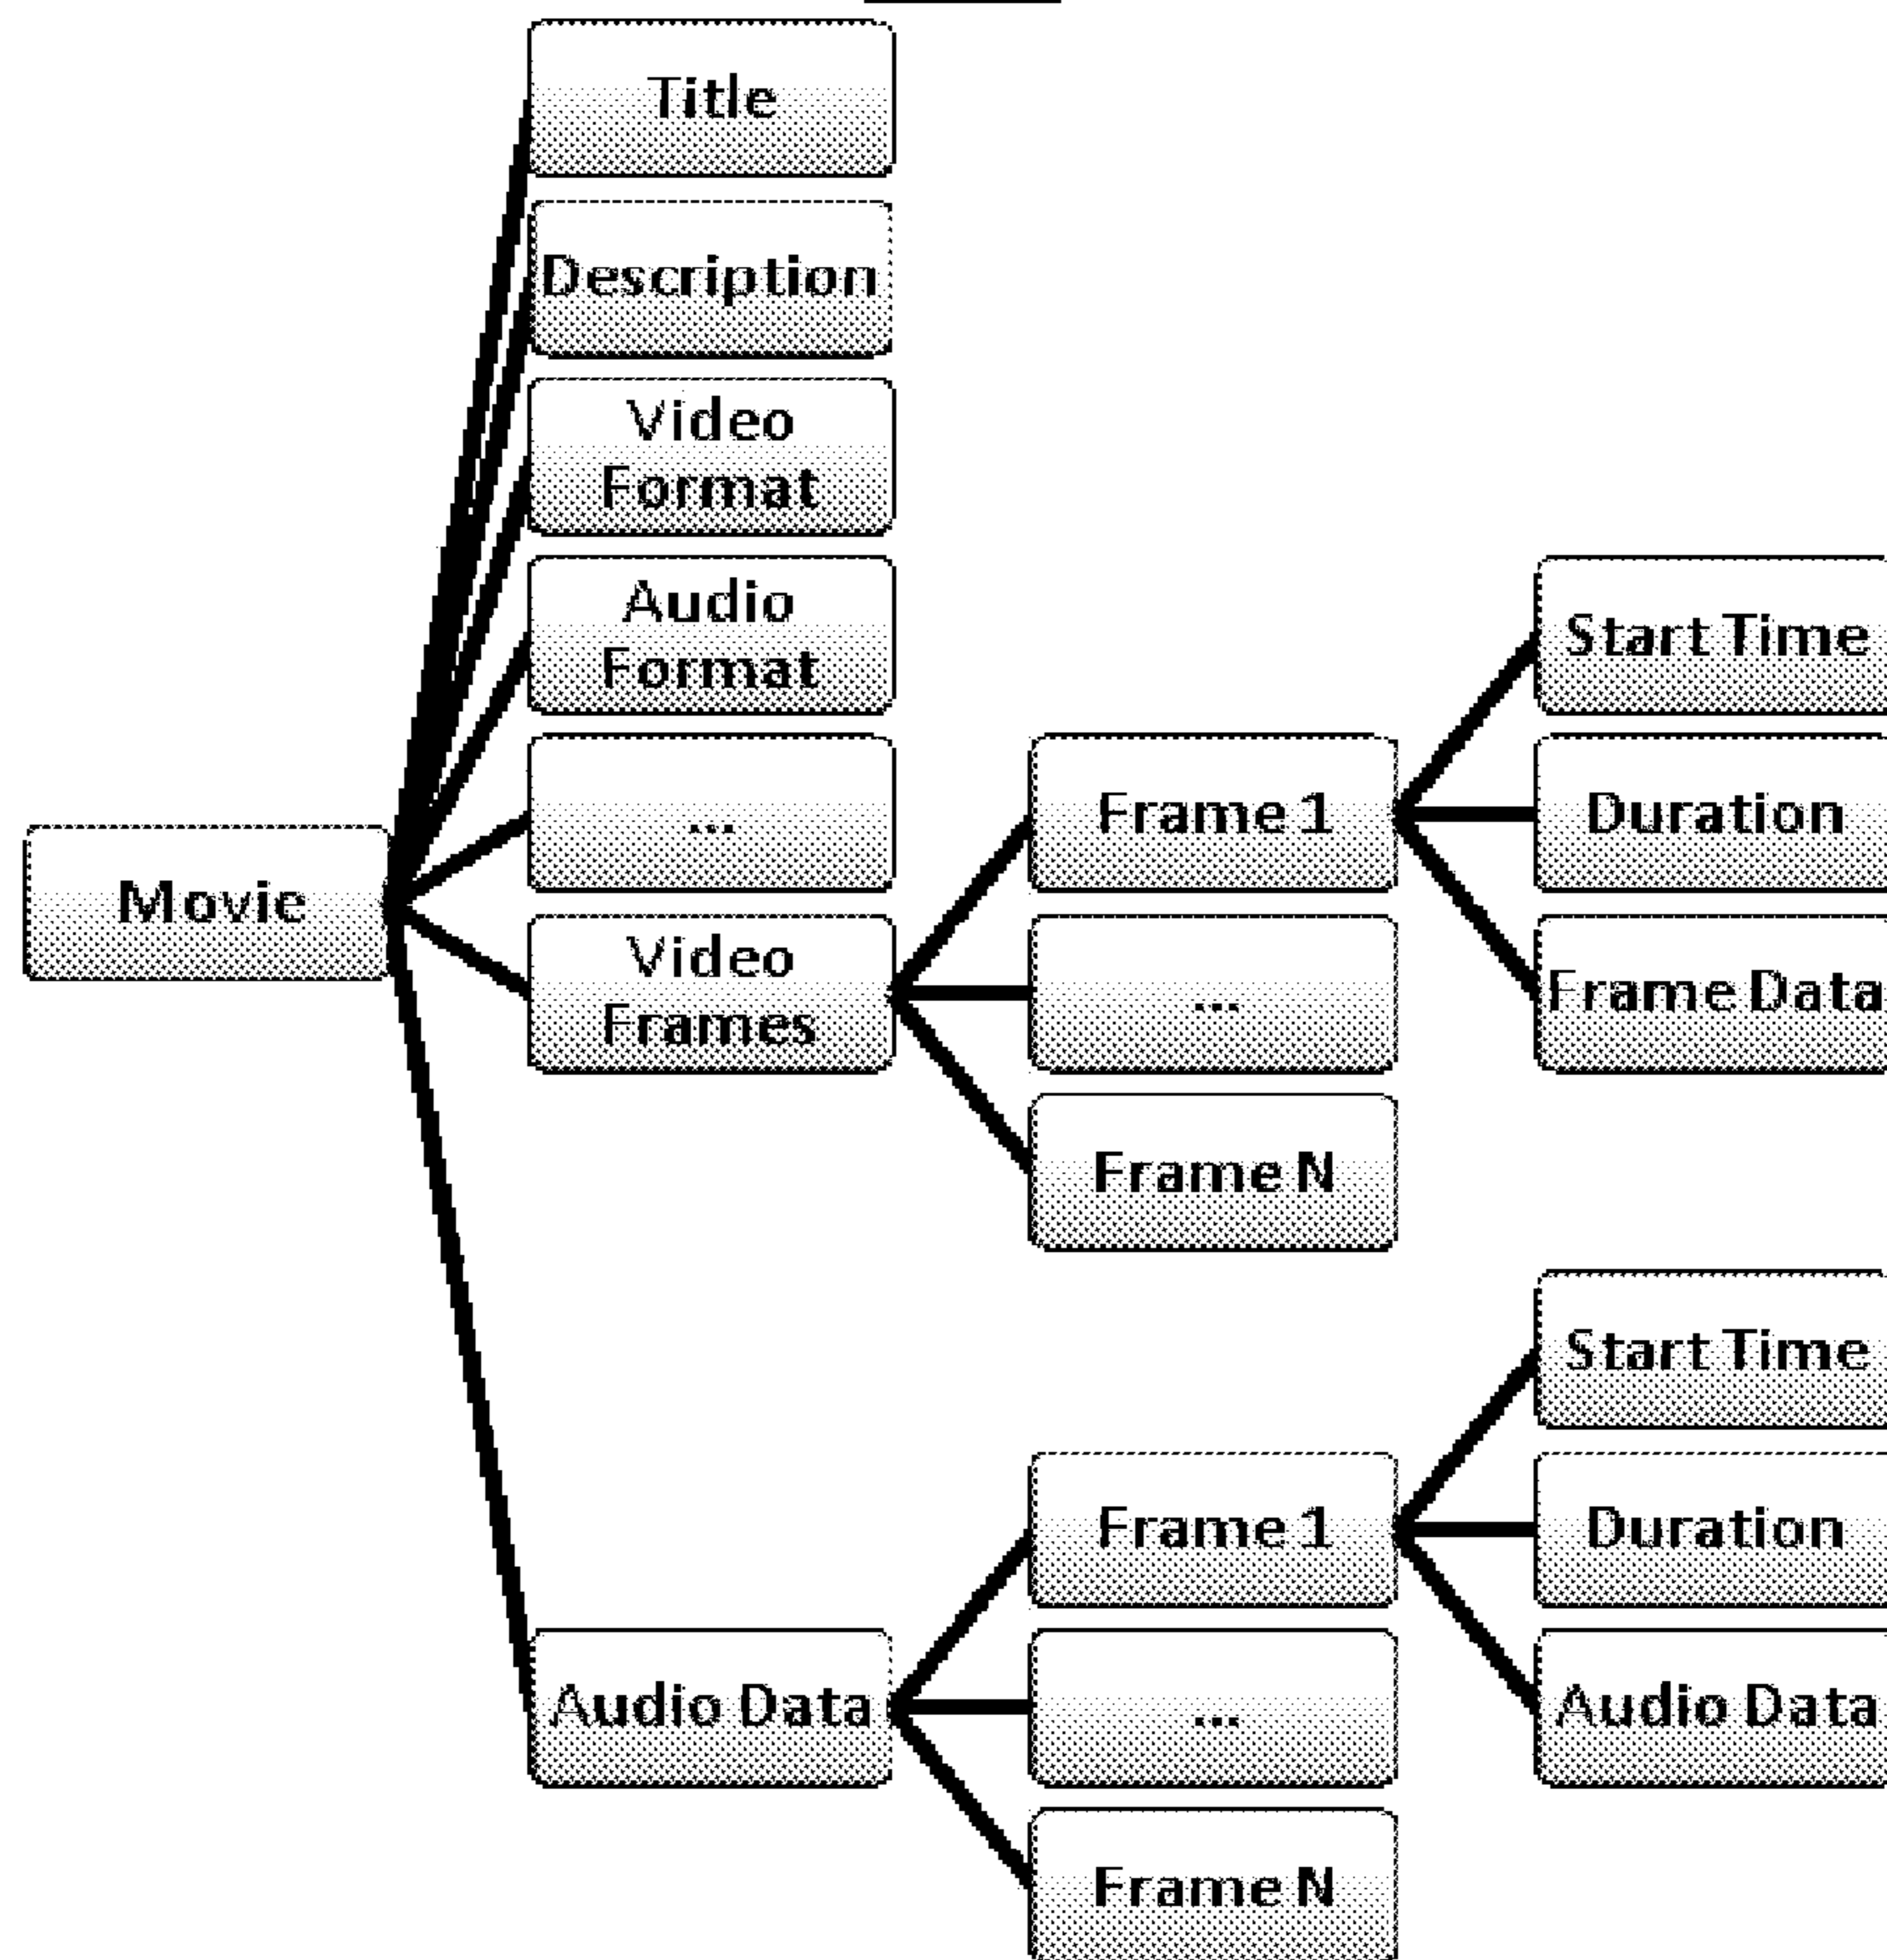 Title
Description
Video
Format
Audio
Format
...
Movie
Video
Frames
Audio Data
Frame 1
...
Frame N
Frame 1
...
Frame N
Start Time
Duration
Frame Data
Start Time
Duration
Audio Data